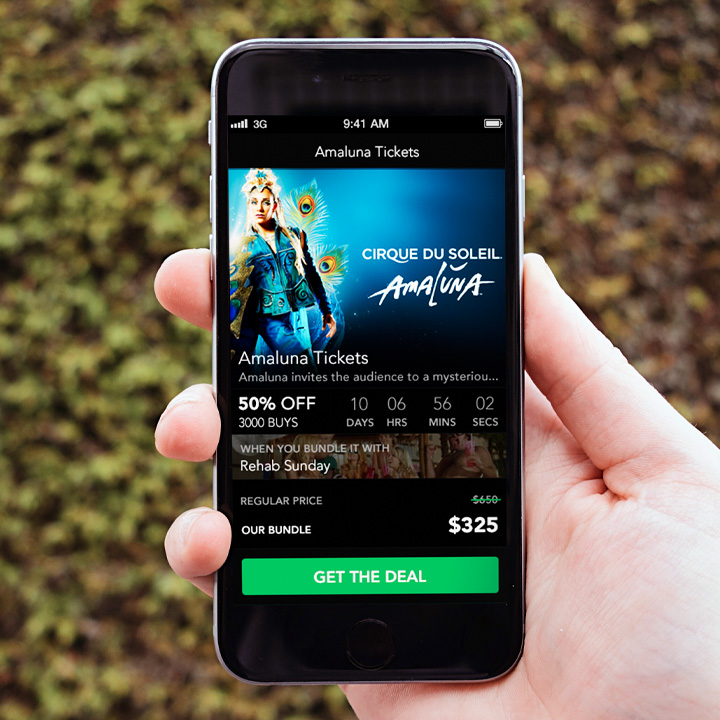 3G 9:41 AM
Amaluna Tickets
CIRQUE DU SOLEIL.
AMALUNA
Amaluna Tickets
Amaluna invites the audience to a mysteriou...
50% OFF 10 06 56 02
3000 BUYS DAYS HRS MINS SECS
WHEN YOU BUNDLE IT WITH
Rehab Sunday
REGULAR PRICE $650
OUR BUNDLE $325
GET THE DEAL